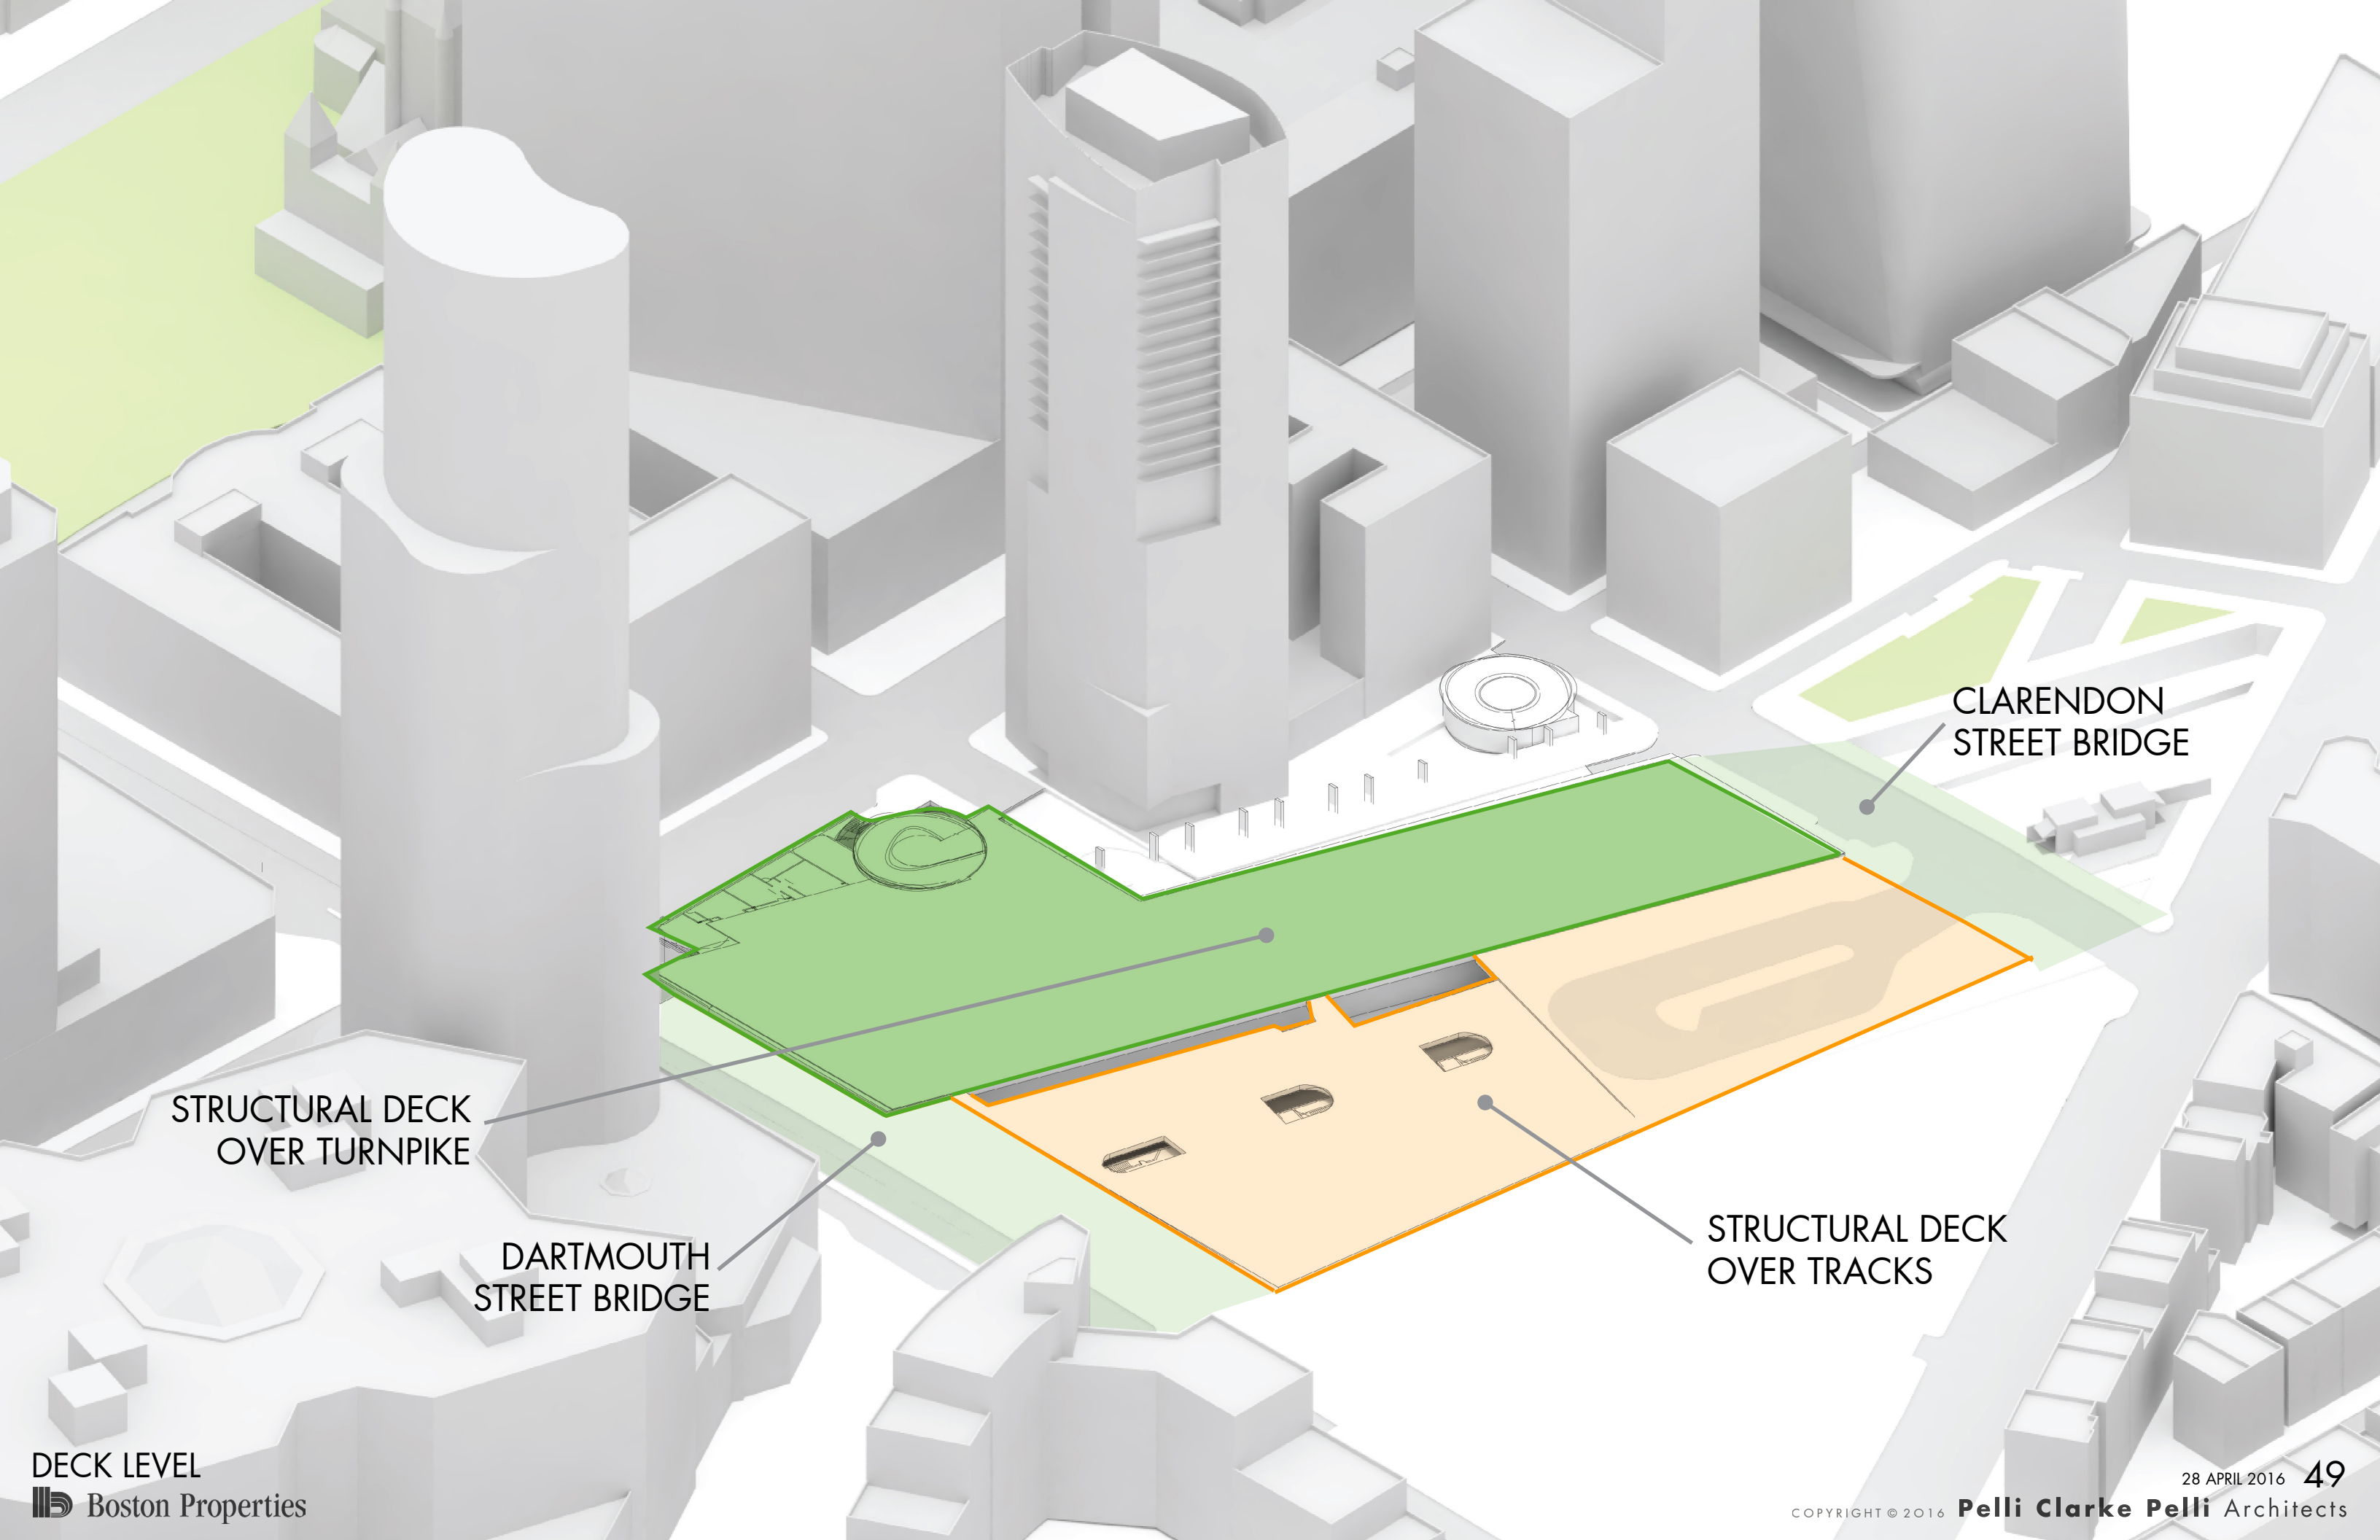 CLARENDON
STREET BRIDGE
STRUCTURAL DECK
OVER TURNPIKE
DARTMOUTH
STREET BRIDGE
STRUCTURAL DECK
OVER TRACKS
DECK LEVEL
Boston Properties
28 APRIL 2016 49
COPYRIGHT © 2016 Pelli Clarke Pelli Architects